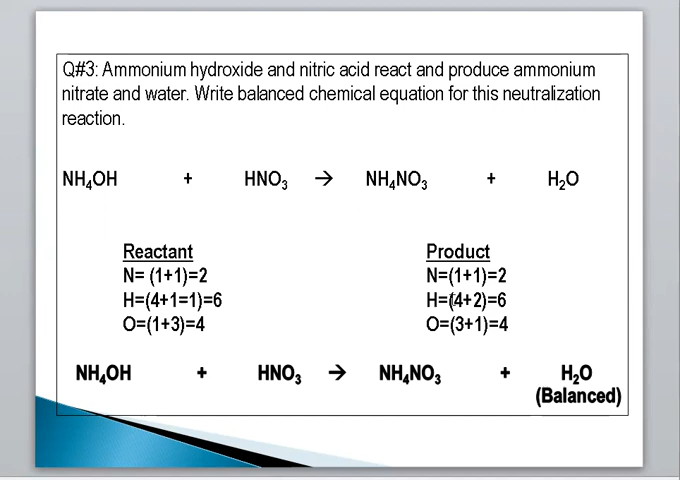 Q#3: Ammonium hydroxide and nitric acid react and produce ammonium
nitrate and water. Write balanced chemical equation for this neutralization
reaction.
NH₄OH + HNO₃ → NH₄NO₃ + H₂O
Reactant Product
N= (1+1)=2 N=(1+1)=2
H=(4+1=1)=6 H=(4+2)=6
O=(1+3)=4 O=(3+1)=4
NH₄OH + HNO₃ → NH₄NO₃ + H₂O
(Balanced)